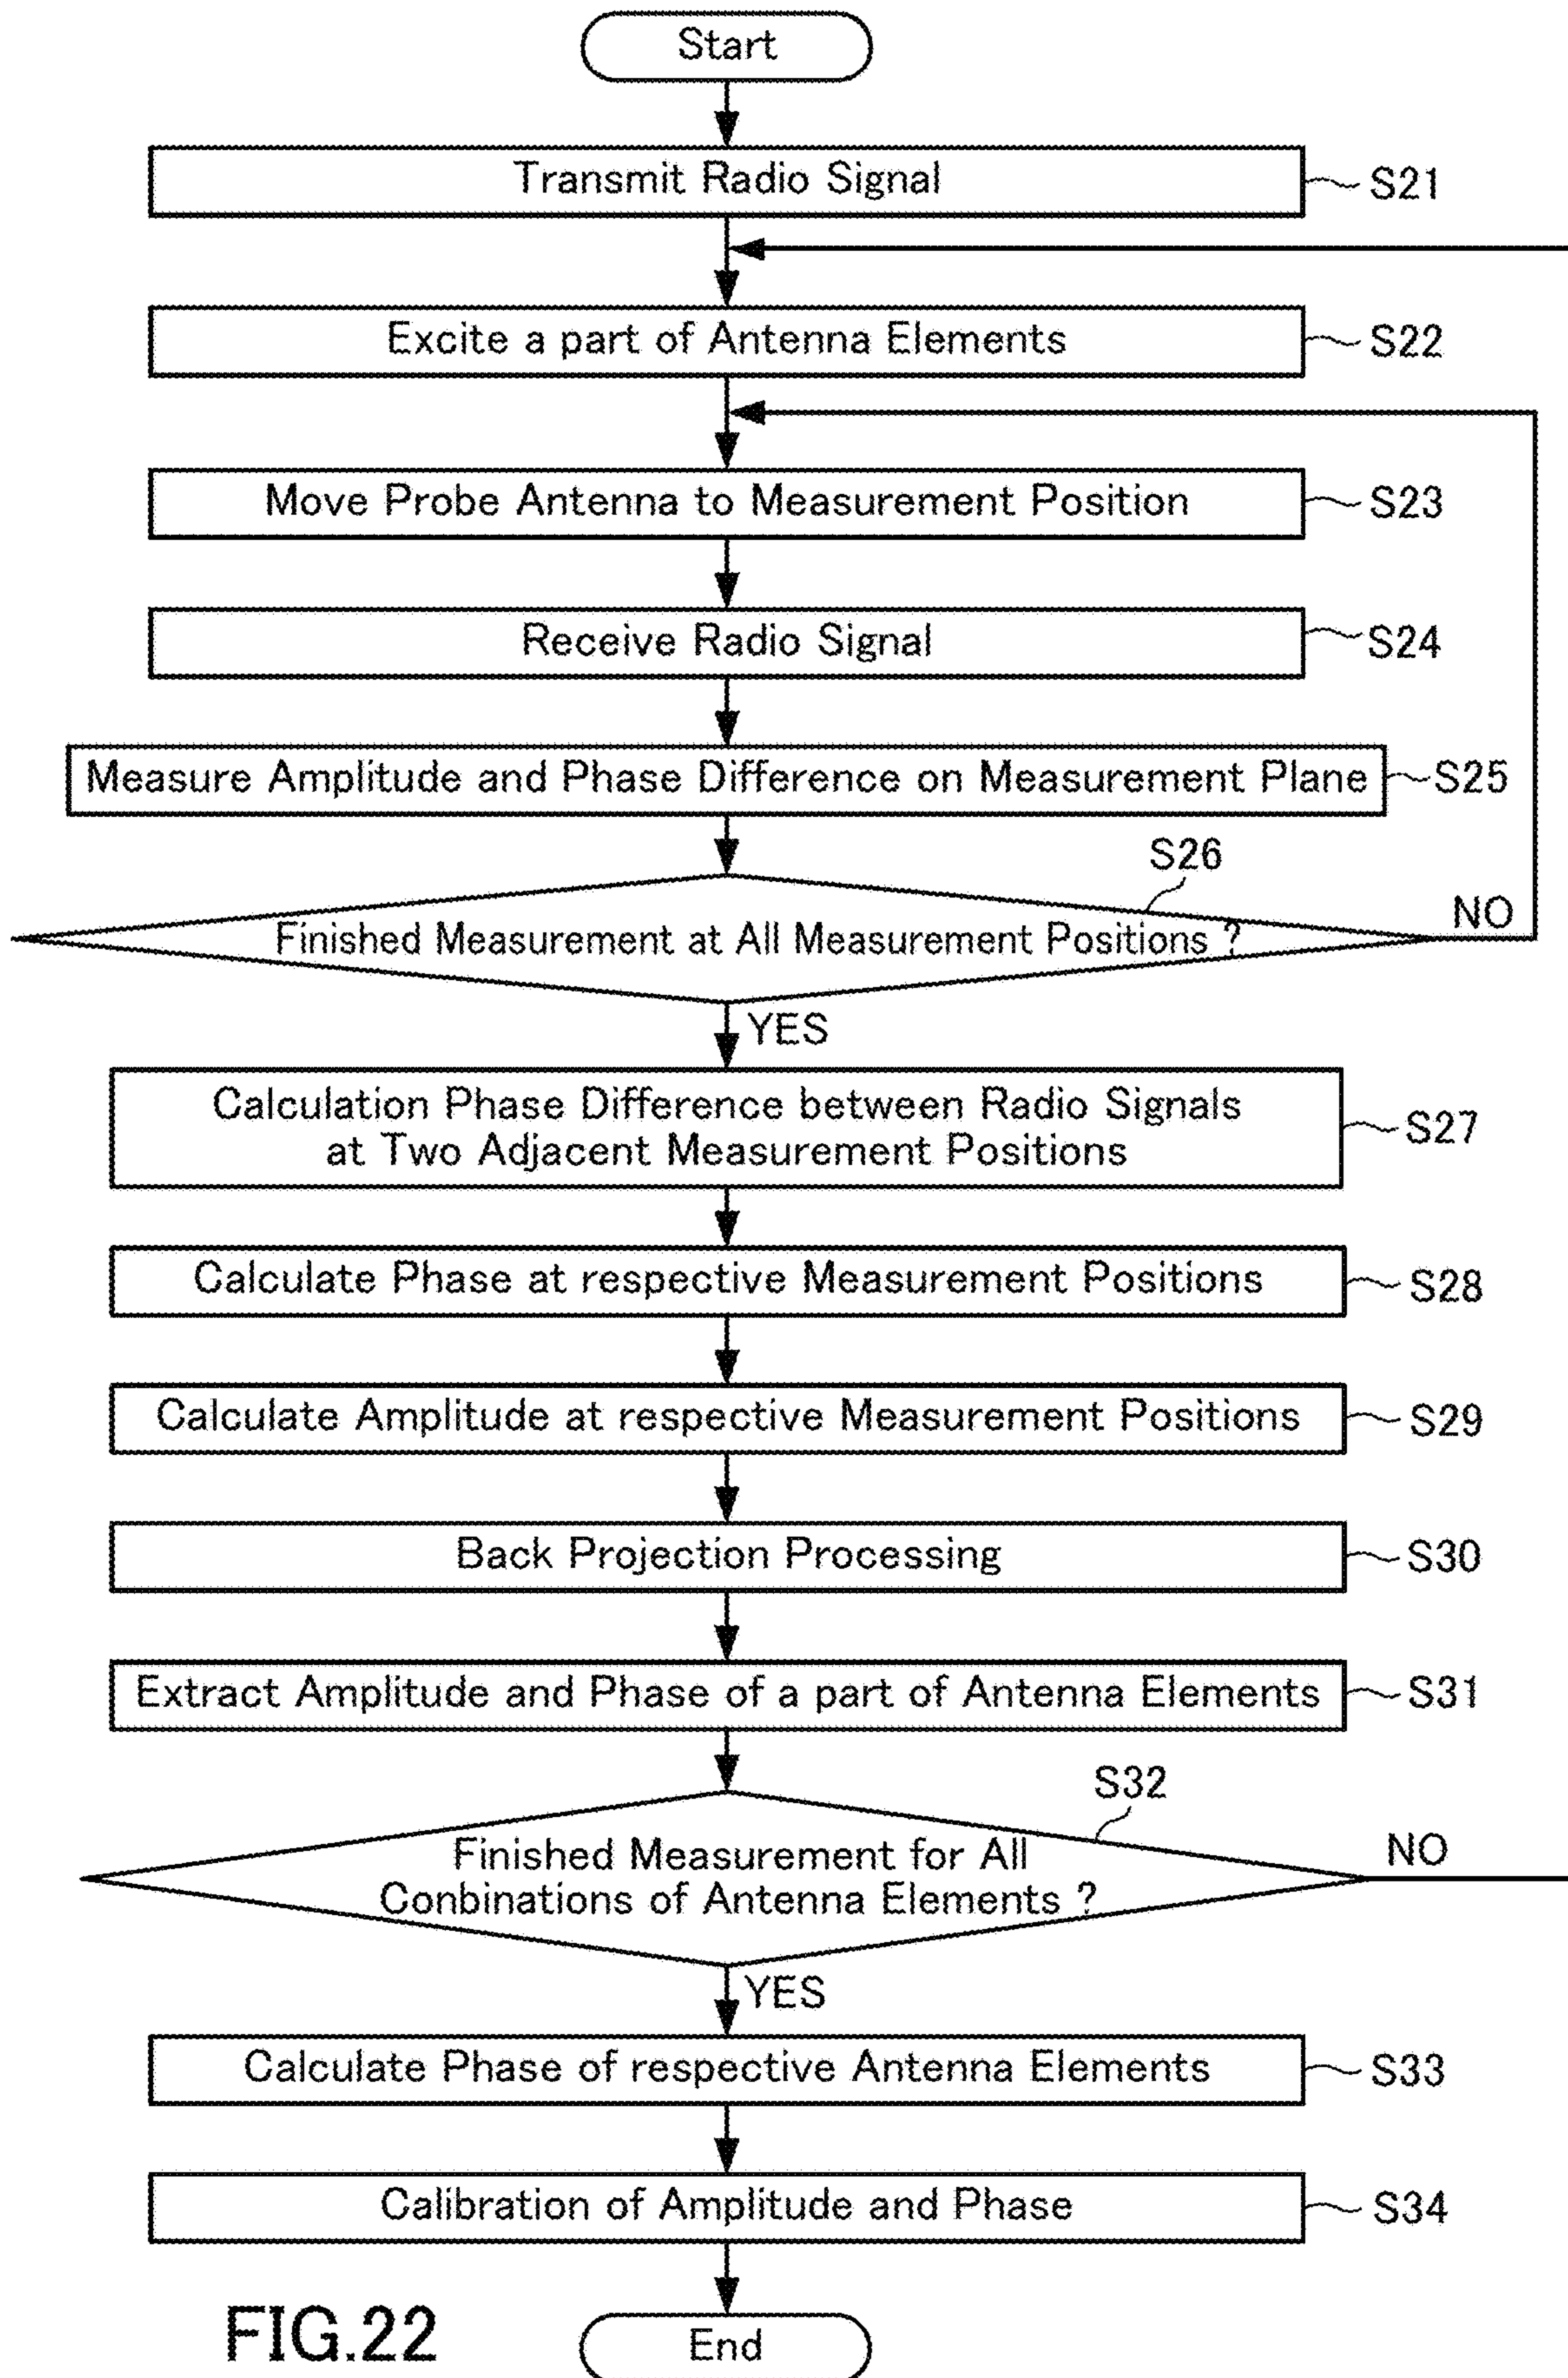 Start
Transmit Radio Signal
S21
Excite a part of Antenna Elements
S22
Move Probe Antenna to Measurement Position
S23
Receive Radio Signal
S24
Measure Amplitude and Phase Difference on Measurement Plane
S25
S26
Finished Measurement at All Measurement Positions ?
NO
YES
Calculation Phase Difference between Radio Signals
at Two Adjacent Measurement Positions
S27
Calculate Phase at respective Measurement Positions
S28
Calculate Amplitude at respective Measurement Positions
S29
Back Projection Processing
S30
Extract Amplitude and Phase of a part of Antenna Elements
S31
S32
Finished Measurement for All
Conbinations of Antenna Elements ?
NO
YES
Calculate Phase of respective Antenna Elements
S33
Calibration of Amplitude and Phase
S34
End
FIG.22